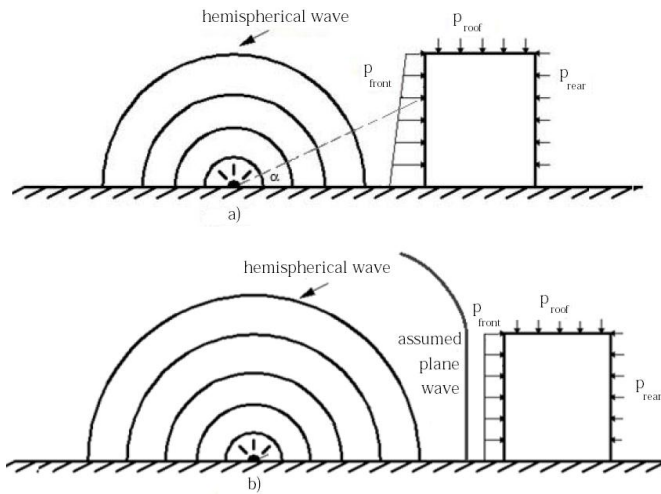 hemispherical wave
p roof
p front
p rear
α
a)
hemispherical wave
assumed
plane
wave
p front
p roof
p rear
b)